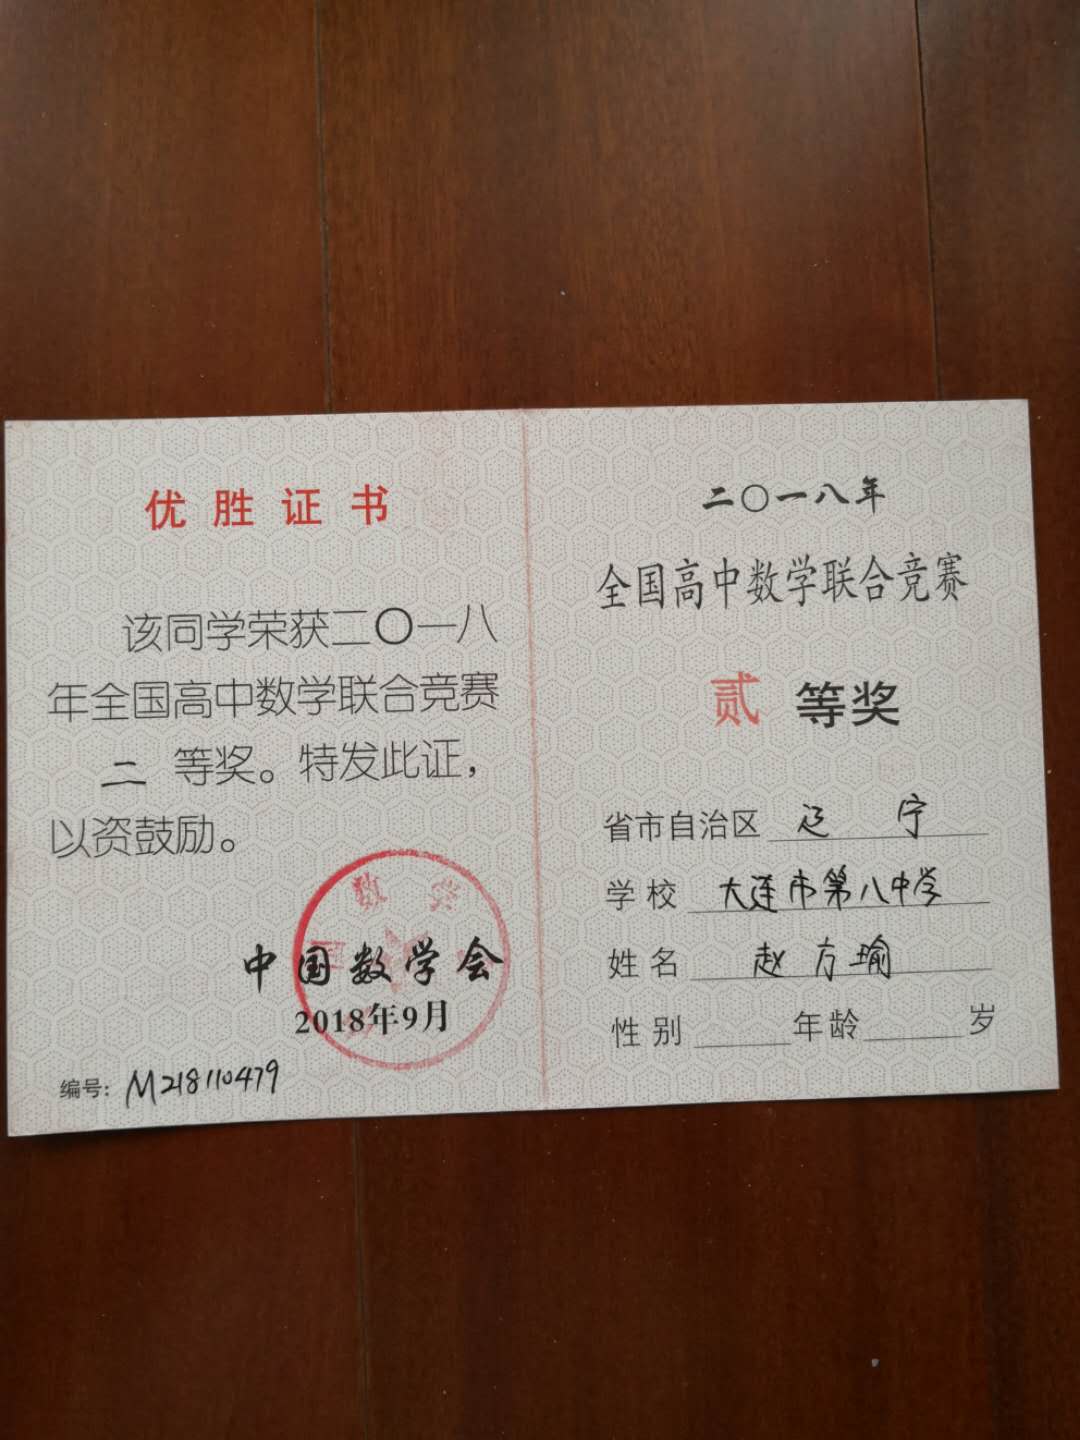 优胜证书
该同学荣获二〇一八
年全国高中数学联合竞赛
二 等奖。特发此证，
以资鼓励。
中国数学会
2018年9月
编号：M218110479
二〇一八年
全国高中数学联合竞赛
贰 等奖
省市自治区 辽宁
学校 大连市第八中学
姓名 赵方瑜
性别 年龄 岁